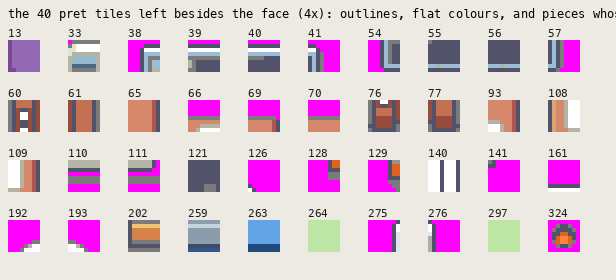 the 40 pret tiles left besides the face (4x): outlines, flat colours, and pieces whos
13 33 38 39 40 41 54 55 56 57
60 61 65 66 69 70 76 77 93 108
109 110 111 121 126 128 129 140 141 161
192 193 202 259 263 264 275 276 297 324